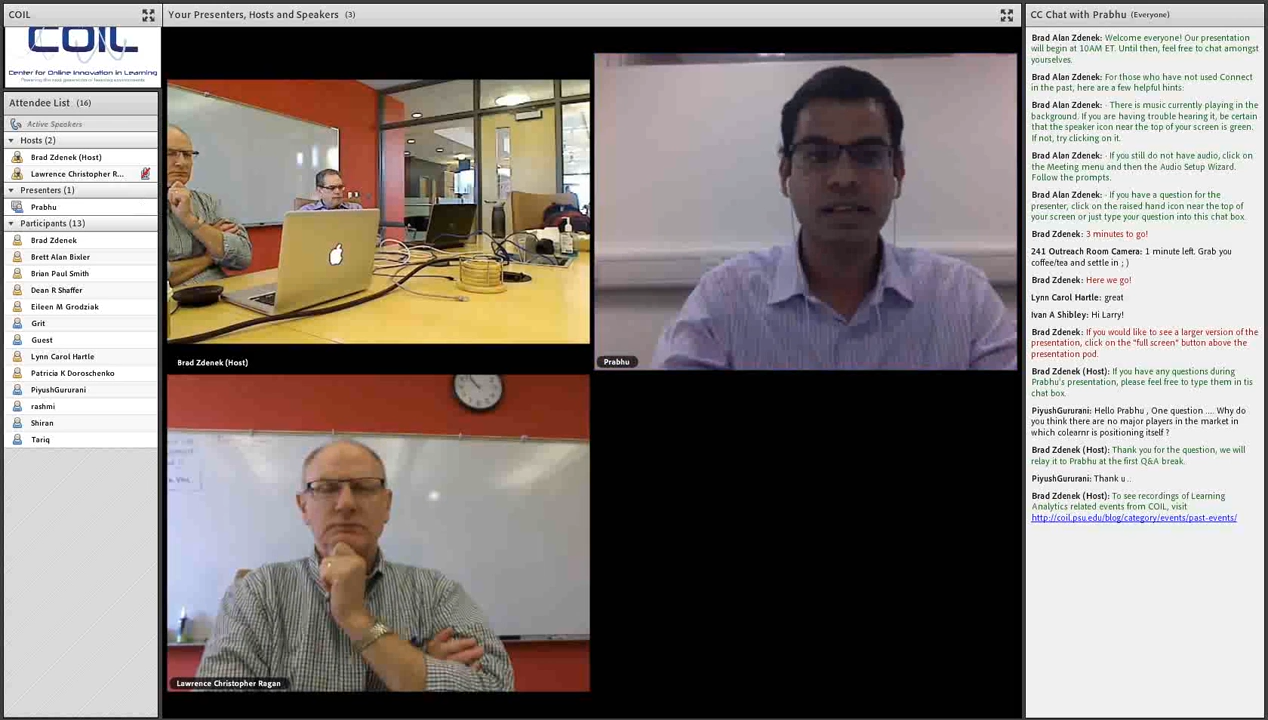 COIL
COIL
Center for Online Innovation in Learning
Attendee List (16)
Active Speakers
Hosts (2)
Brad Zdenek (Host)
Lawrence Christopher R...
Presenters (1)
Prabhu
Participants (13)
Brad Zdenek
Brett Alan Bixler
Brian Paul Smith
Dean R Shaffer
Eileen M Grodziak
Grit
Guest
Lynn Carol Hartle
Patricia K Doroschenko
PiyushGururani
rashmi
Shiran
Tariq
Your Presenters, Hosts and Speakers (3)
Brad Zdenek (Host)
Prabhu
Lawrence Christopher Ragan
CC Chat with Prabhu (Everyone)
Brad Alan Zdenek: Welcome everyone! Our presentation
will begin at 10AM ET. Until then, feel free to chat amongst
yourselves.
Brad Alan Zdenek: For those who have not used Connect
in the past, here are a few helpful hints:
Brad Alan Zdenek: - There is music currently playing in the
background. If you are having trouble hearing it, be certain
that the speaker icon near the top of your screen is green.
If not, try clicking on it.
Brad Alan Zdenek: - If you still do not have audio, click on
the Meeting menu and then the Audio Setup Wizard.
Follow the prompts.
Brad Alan Zdenek: - If you have a question for the
presenter, click on the raised hand icon near the top of
your screen or just type your question into this chat box.
Brad Zdenek: 3 minutes to go!
241 Outreach Room Camera: 1 minute left. Grab you
coffee/tea and settle in ; )
Brad Zdenek: Here we go!
Lynn Carol Hartle: great
Ivan A Shibley: Hi Larry!
Brad Zdenek: If you would like to see a larger version of the
presentation, click on the "full screen" button above the
presentation pod.
Brad Zdenek (Host): If you have any questions during
Prabhu's presentation, please feel free to type them in tis
chat box.
PiyushGururani: Hello Prabhu , One question .... Why do
you think there are no major players in the market in
which colearnr is positioning itself ?
Brad Zdenek (Host): Thank you for the question, we will
relay it to Prabhu at the first Q&A break.
PiyushGururani: Thank u ..
Brad Zdenek (Host): To see recordings of Learning
Analytics related events from COIL, visit
http://coil.psu.edu/blog/category/events/past-events/